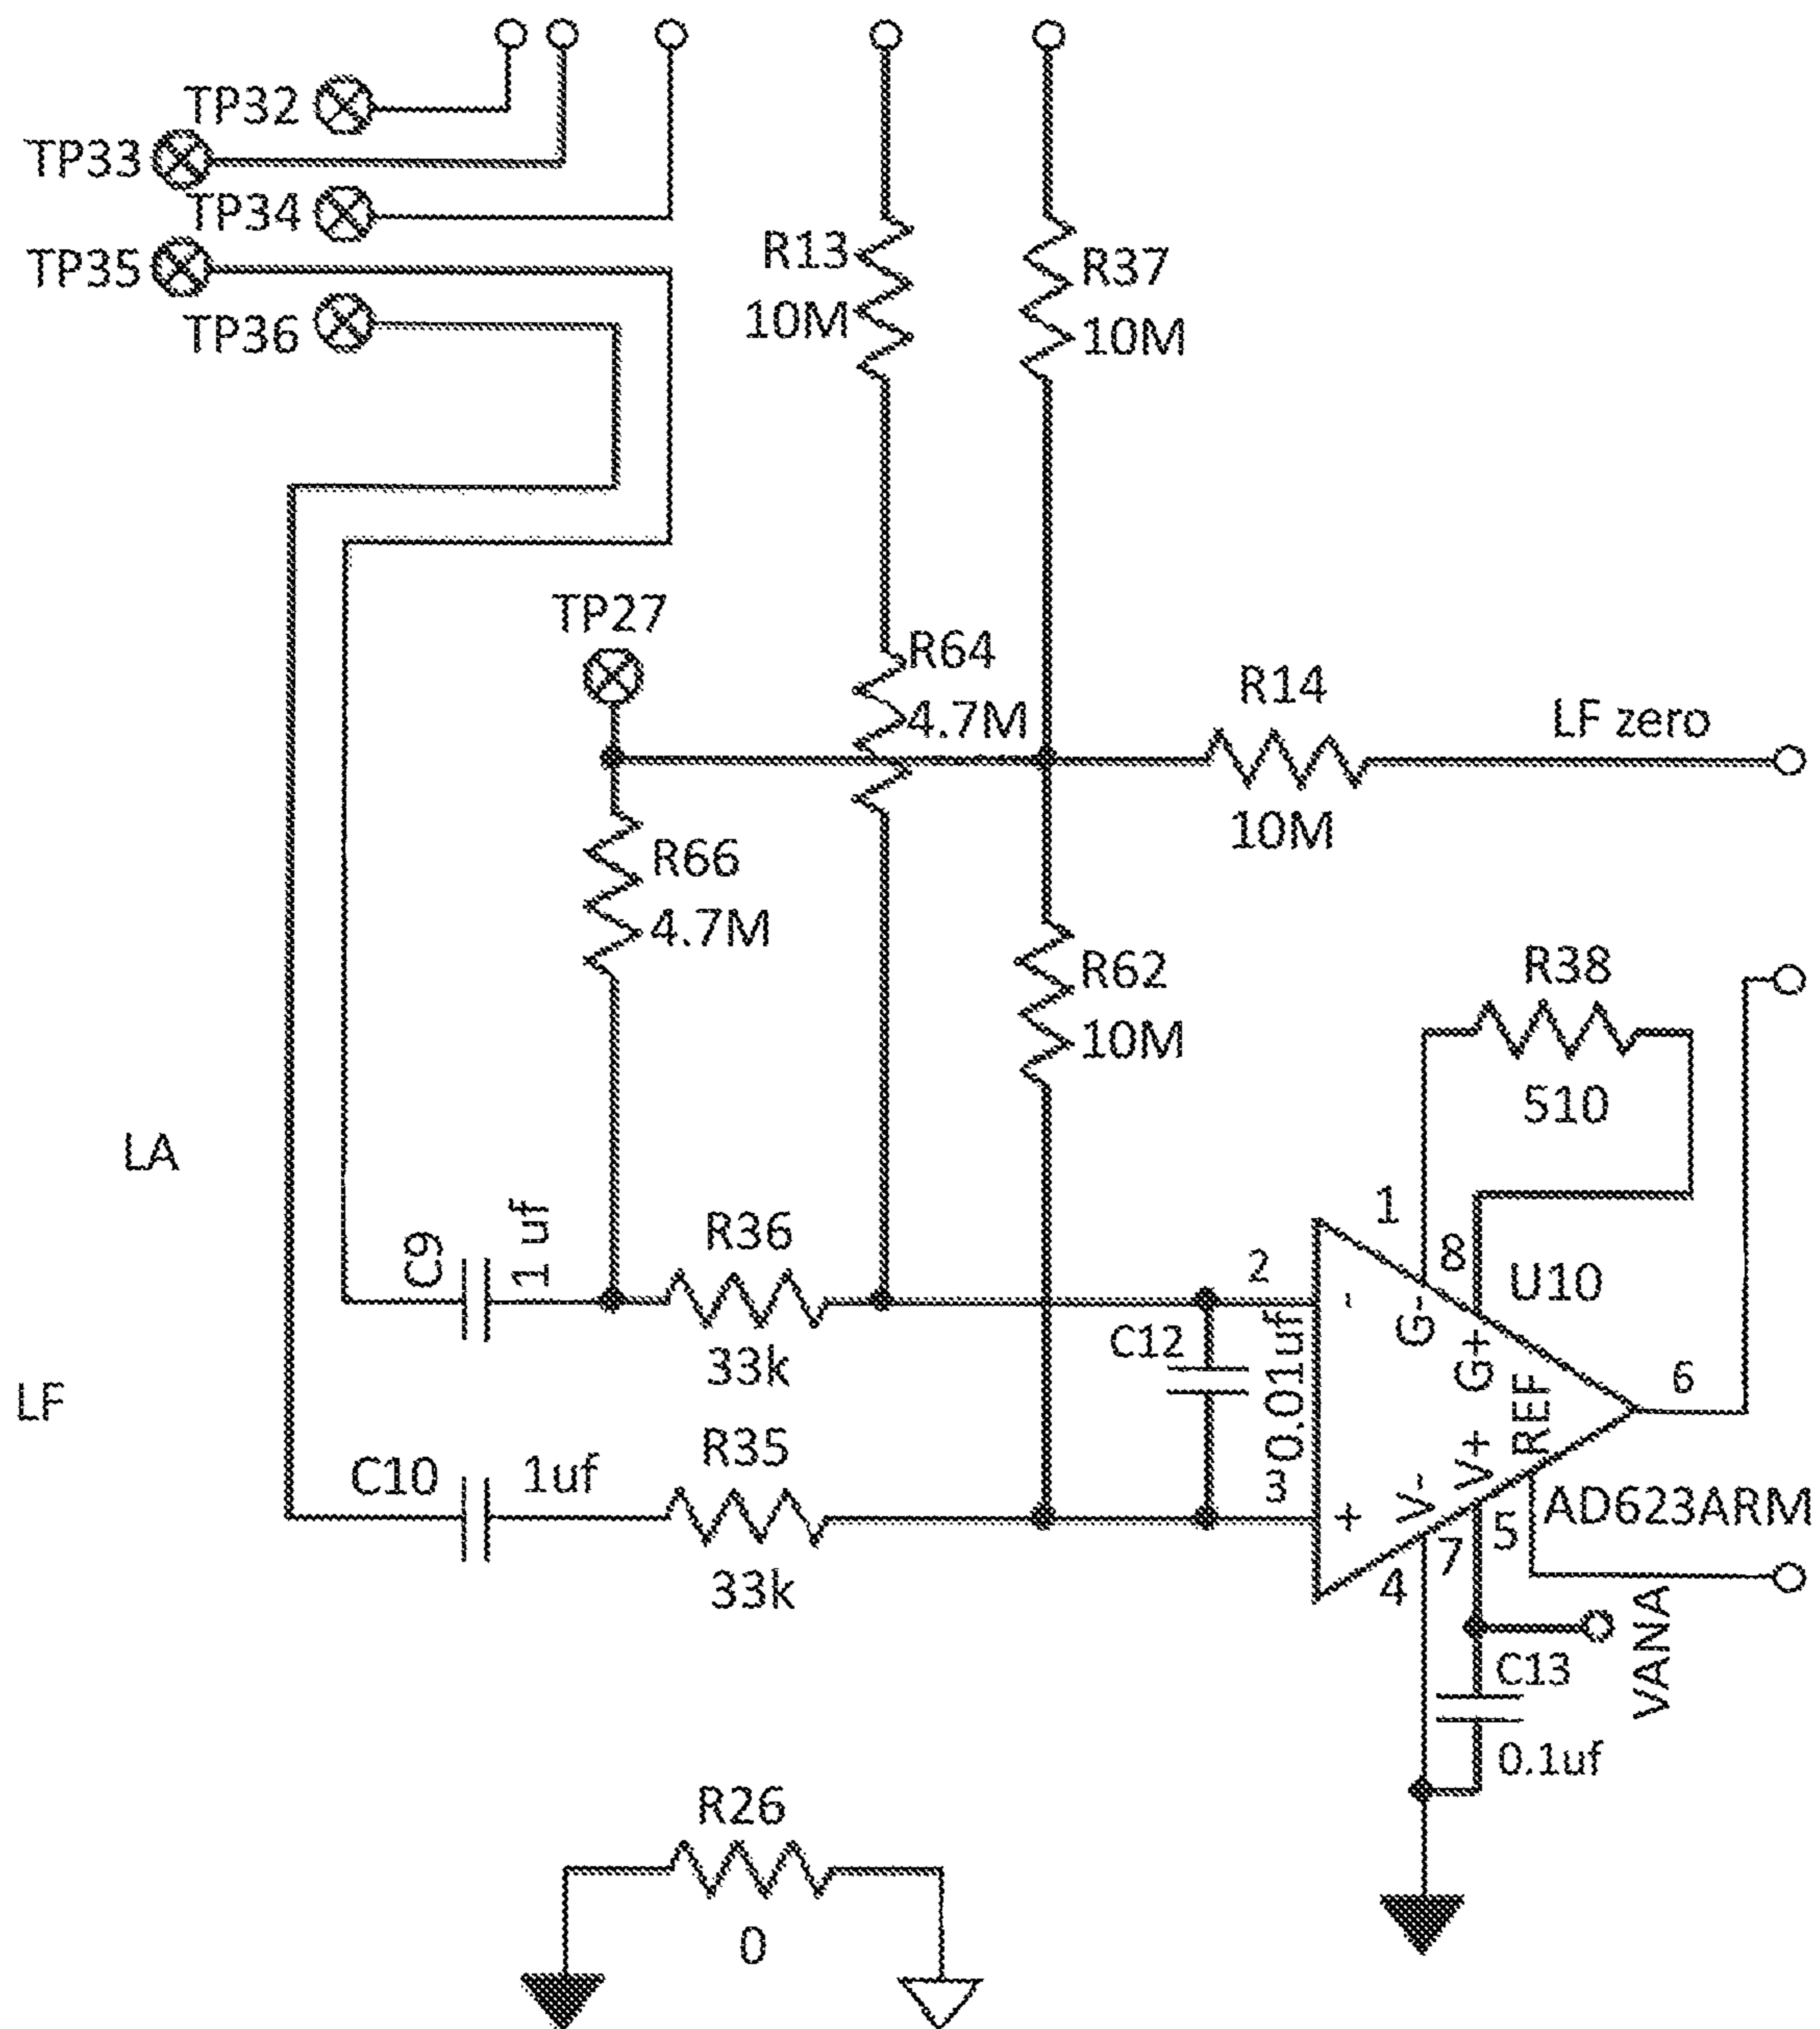 TP32
TP33
TP34
TP35
TP36
R13
10M
R37
10M
TP27
R64
4.7M
R14
10M
LF zero
R66
4.7M
R62
10M
R38
510
LA
C9
1 uf
R36
33k
LF
C10
1uf
R35
33k
C12
0.01uf
2
3
1
8
U10
-
+
G-
G+
REF
V+
V-
6
4
7
5
AD623ARM
VANA
C13
0.1uf
R26
0